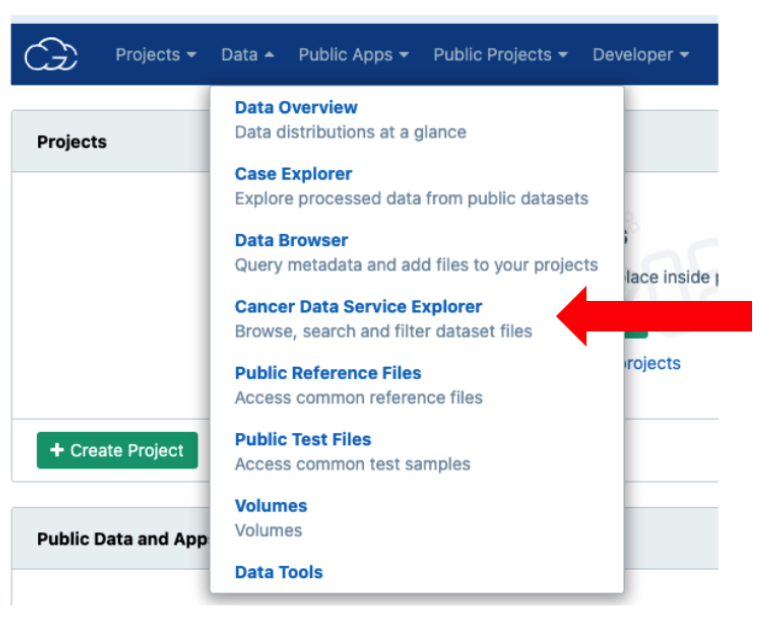 Projects Data Public Apps Public Projects Developer
Projects
Data Overview
Data distributions at a glance
Case Explorer
Explore processed data from public datasets
Data Browser
Query metadata and add files to your projects
lace inside
Cancer Data Service Explorer
Browse, search and filter dataset files
rojects
Public Reference Files
Access common reference files
Public Test Files
Access common test samples
+ Create Project
Volumes
Volumes
Public Data and App
Data Tools